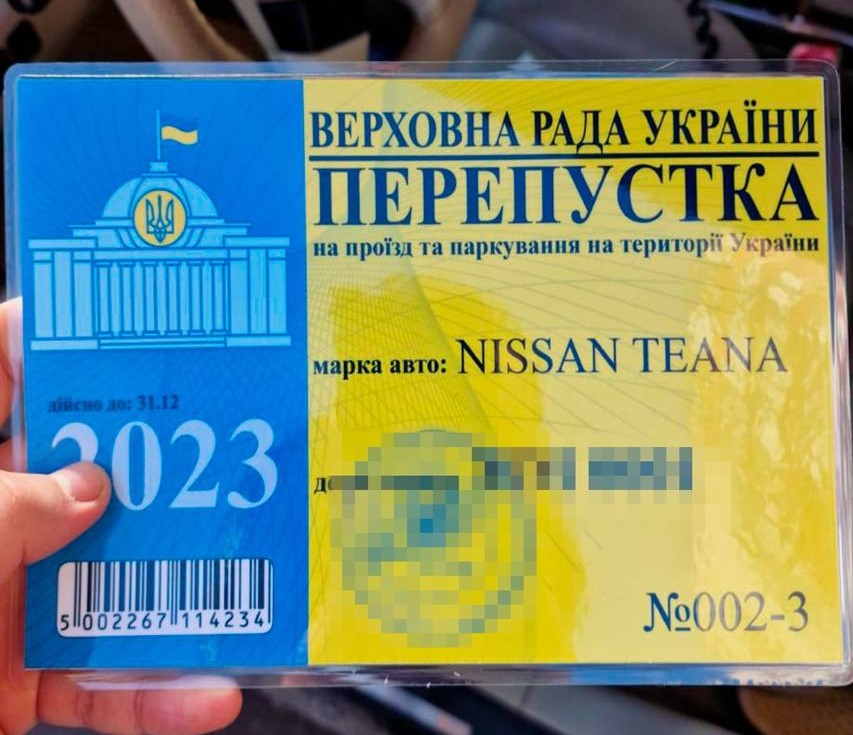 ВЕРХОВНА РАДА УКРАЇНИ
ПЕРЕПУСТКА
на проїзд та паркування на території України
марка авто: NISSAN TEANA
дійсно до: 31.12
2023
5 002267 114234
№002-3